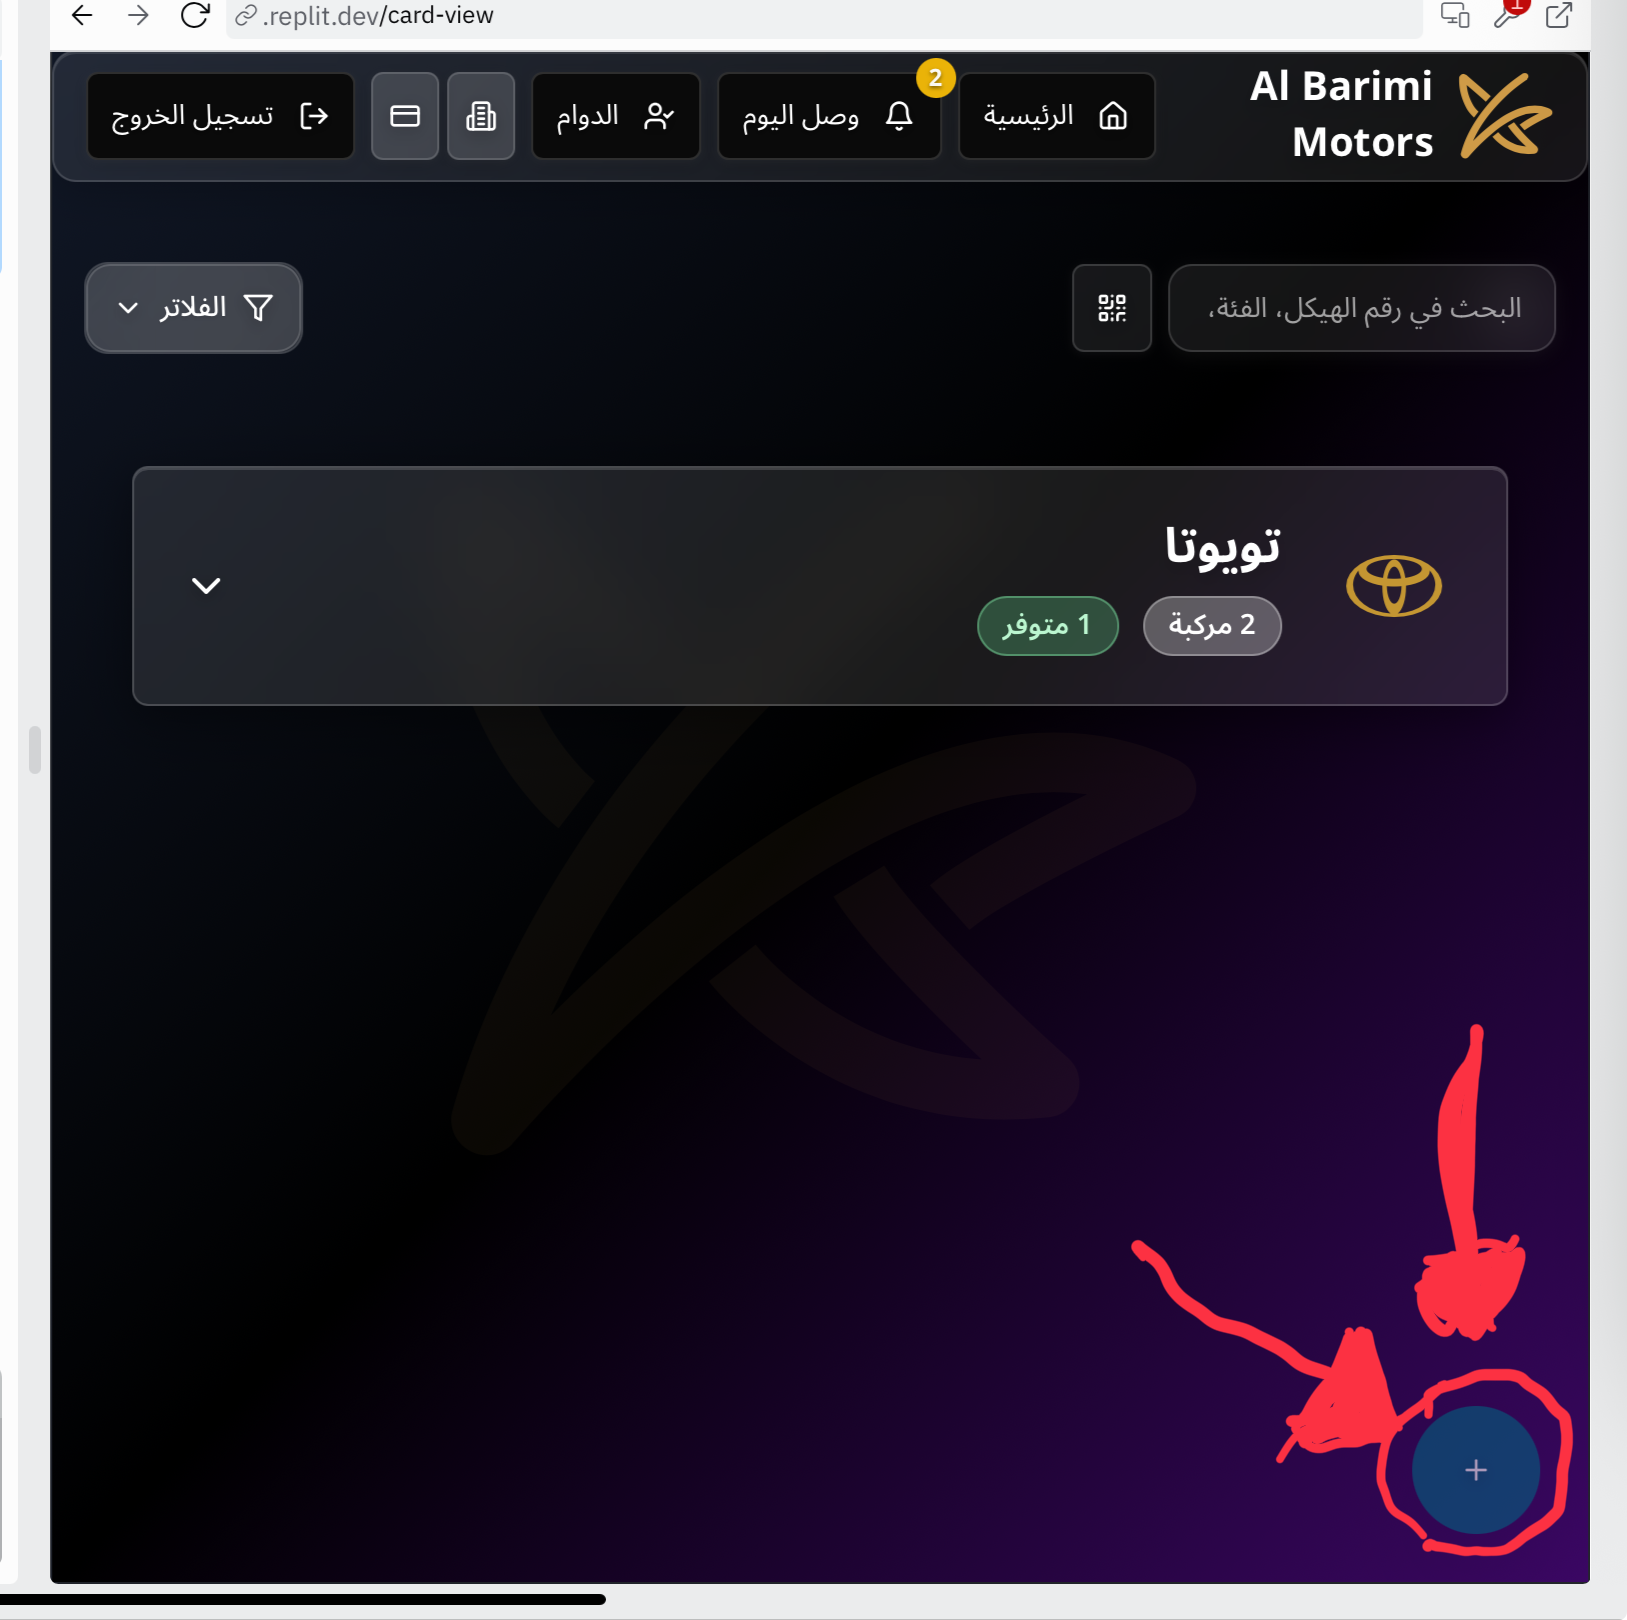 .replit.dev/card-view
1
Al Barimi
Motors
الرئيسية
وصل اليوم
2
الدوام
تسجيل الخروج
البحث في رقم الهيكل، الفئة،
الفلاتر
تويوتا
2 مركبة
1 متوفر
+